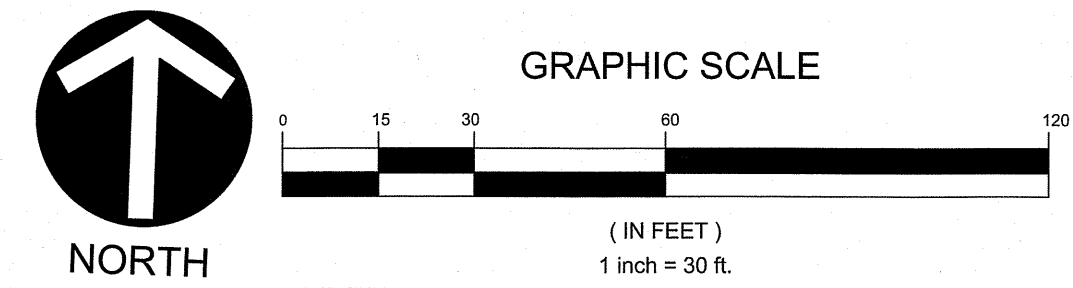 NORTH
GRAPHIC SCALE
0 15 30 60 120
( IN FEET )
1 inch = 30 ft.